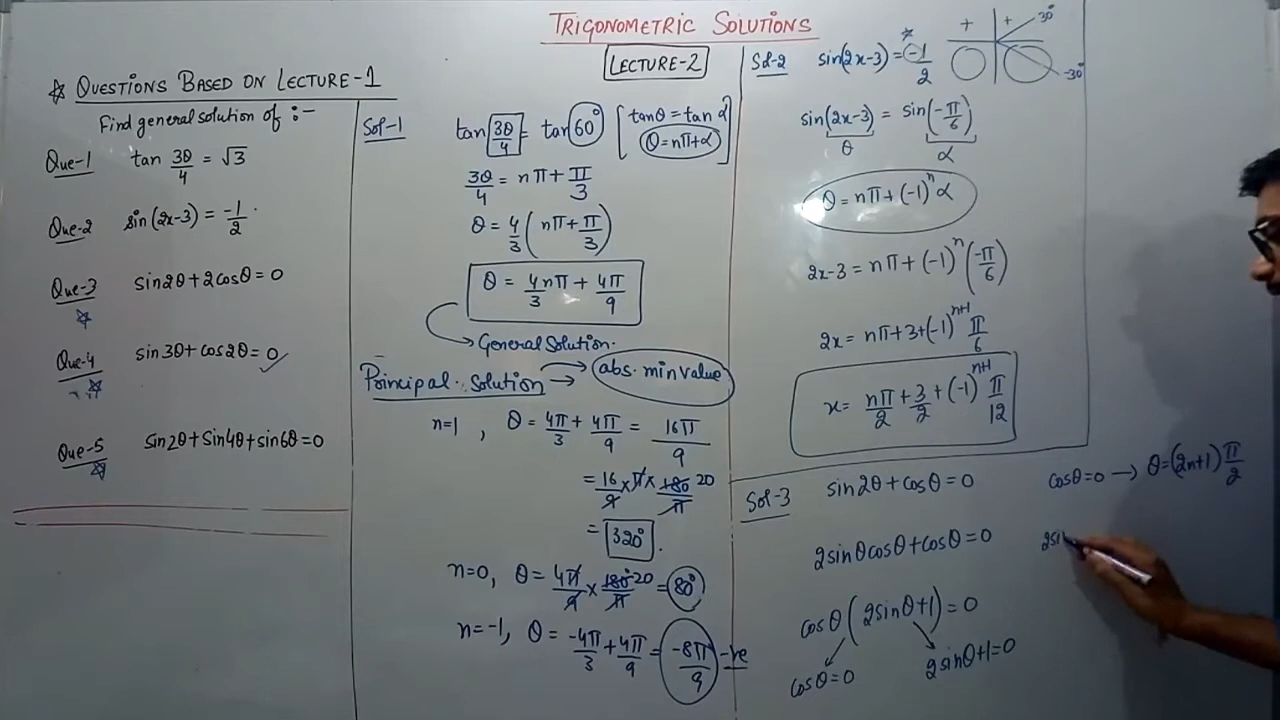 TRIGONOMETRIC SOLUTIONS
LECTURE-2
☆ QUESTIONS BASED ON LECTURE-1
Find general solution of :-
Que-1 tan 3θ/4 = √3
Que-2 sin(2x-3) = -1/2
Que-3 sin2θ+2cosθ=0
☆
Que-4 sin3θ+cos2θ=0 ✓
☆
Que-5 sin2θ+sin4θ+sin6θ=0
☆
Sol-1 tan 3θ/4 = tan 60° [tanθ=tanα
θ=nπ+α]
3θ/4 = nπ+π/3
θ = 4/3 (nπ+π/3)
θ = 4nπ/3 + 4π/9
→ General Solution.
Principal Solution → abs. min value
n=1, θ = 4π/3 + 4π/9 = 16π/9
= 16/9 × π × 180/π 20
= 320°.
n=0, θ = 4π/9 × 180°/π 20 = 80°
n=-1, θ = -4π/3 + 4π/9 = -8π/9 -ve
Sol-2 sin(2x-3) = -1/2 ☆
+ + 30°
-30°
sin(2x-3) = sin(-π/6)
θ α
θ = nπ+(-1)^n α
2x-3 = nπ+(-1)^n (-π/6)
2x = nπ+3+(-1)^n+1 π/6
x = nπ/2 + 3/2 + (-1)^n+1 π/12
Sol-3 sin2θ+cosθ=0
2sinθcosθ+cosθ=0
cosθ(2sinθ+1)=0
cosθ=0 2sinθ+1=0
cosθ=0 → θ=(2n+1)π/2
2si